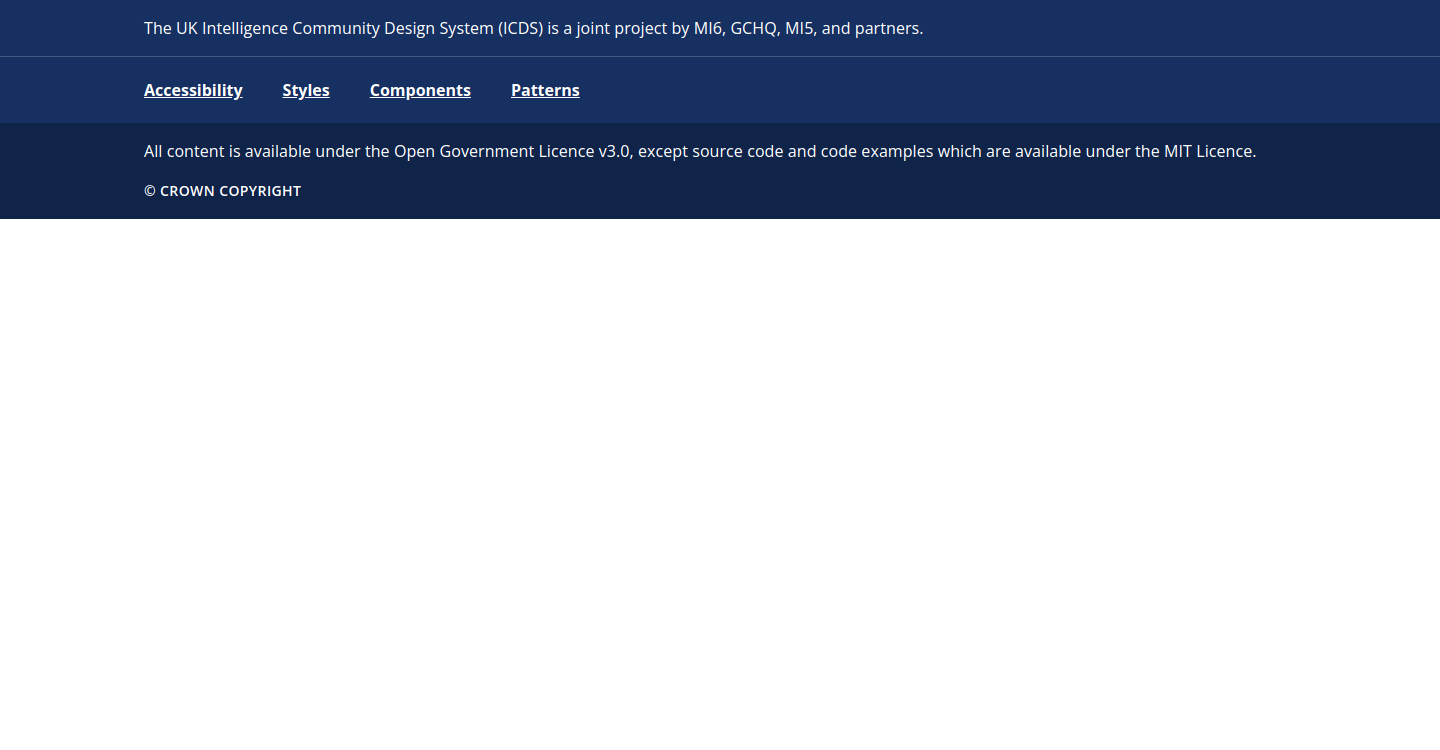 The UK Intelligence Community Design System (ICDS) is a joint project by MI6, GCHQ, MI5, and partners.
Accessibility Styles Components Patterns
All content is available under the Open Government Licence v3.0, except source code and code examples which are available under the MIT Licence.
© CROWN COPYRIGHT